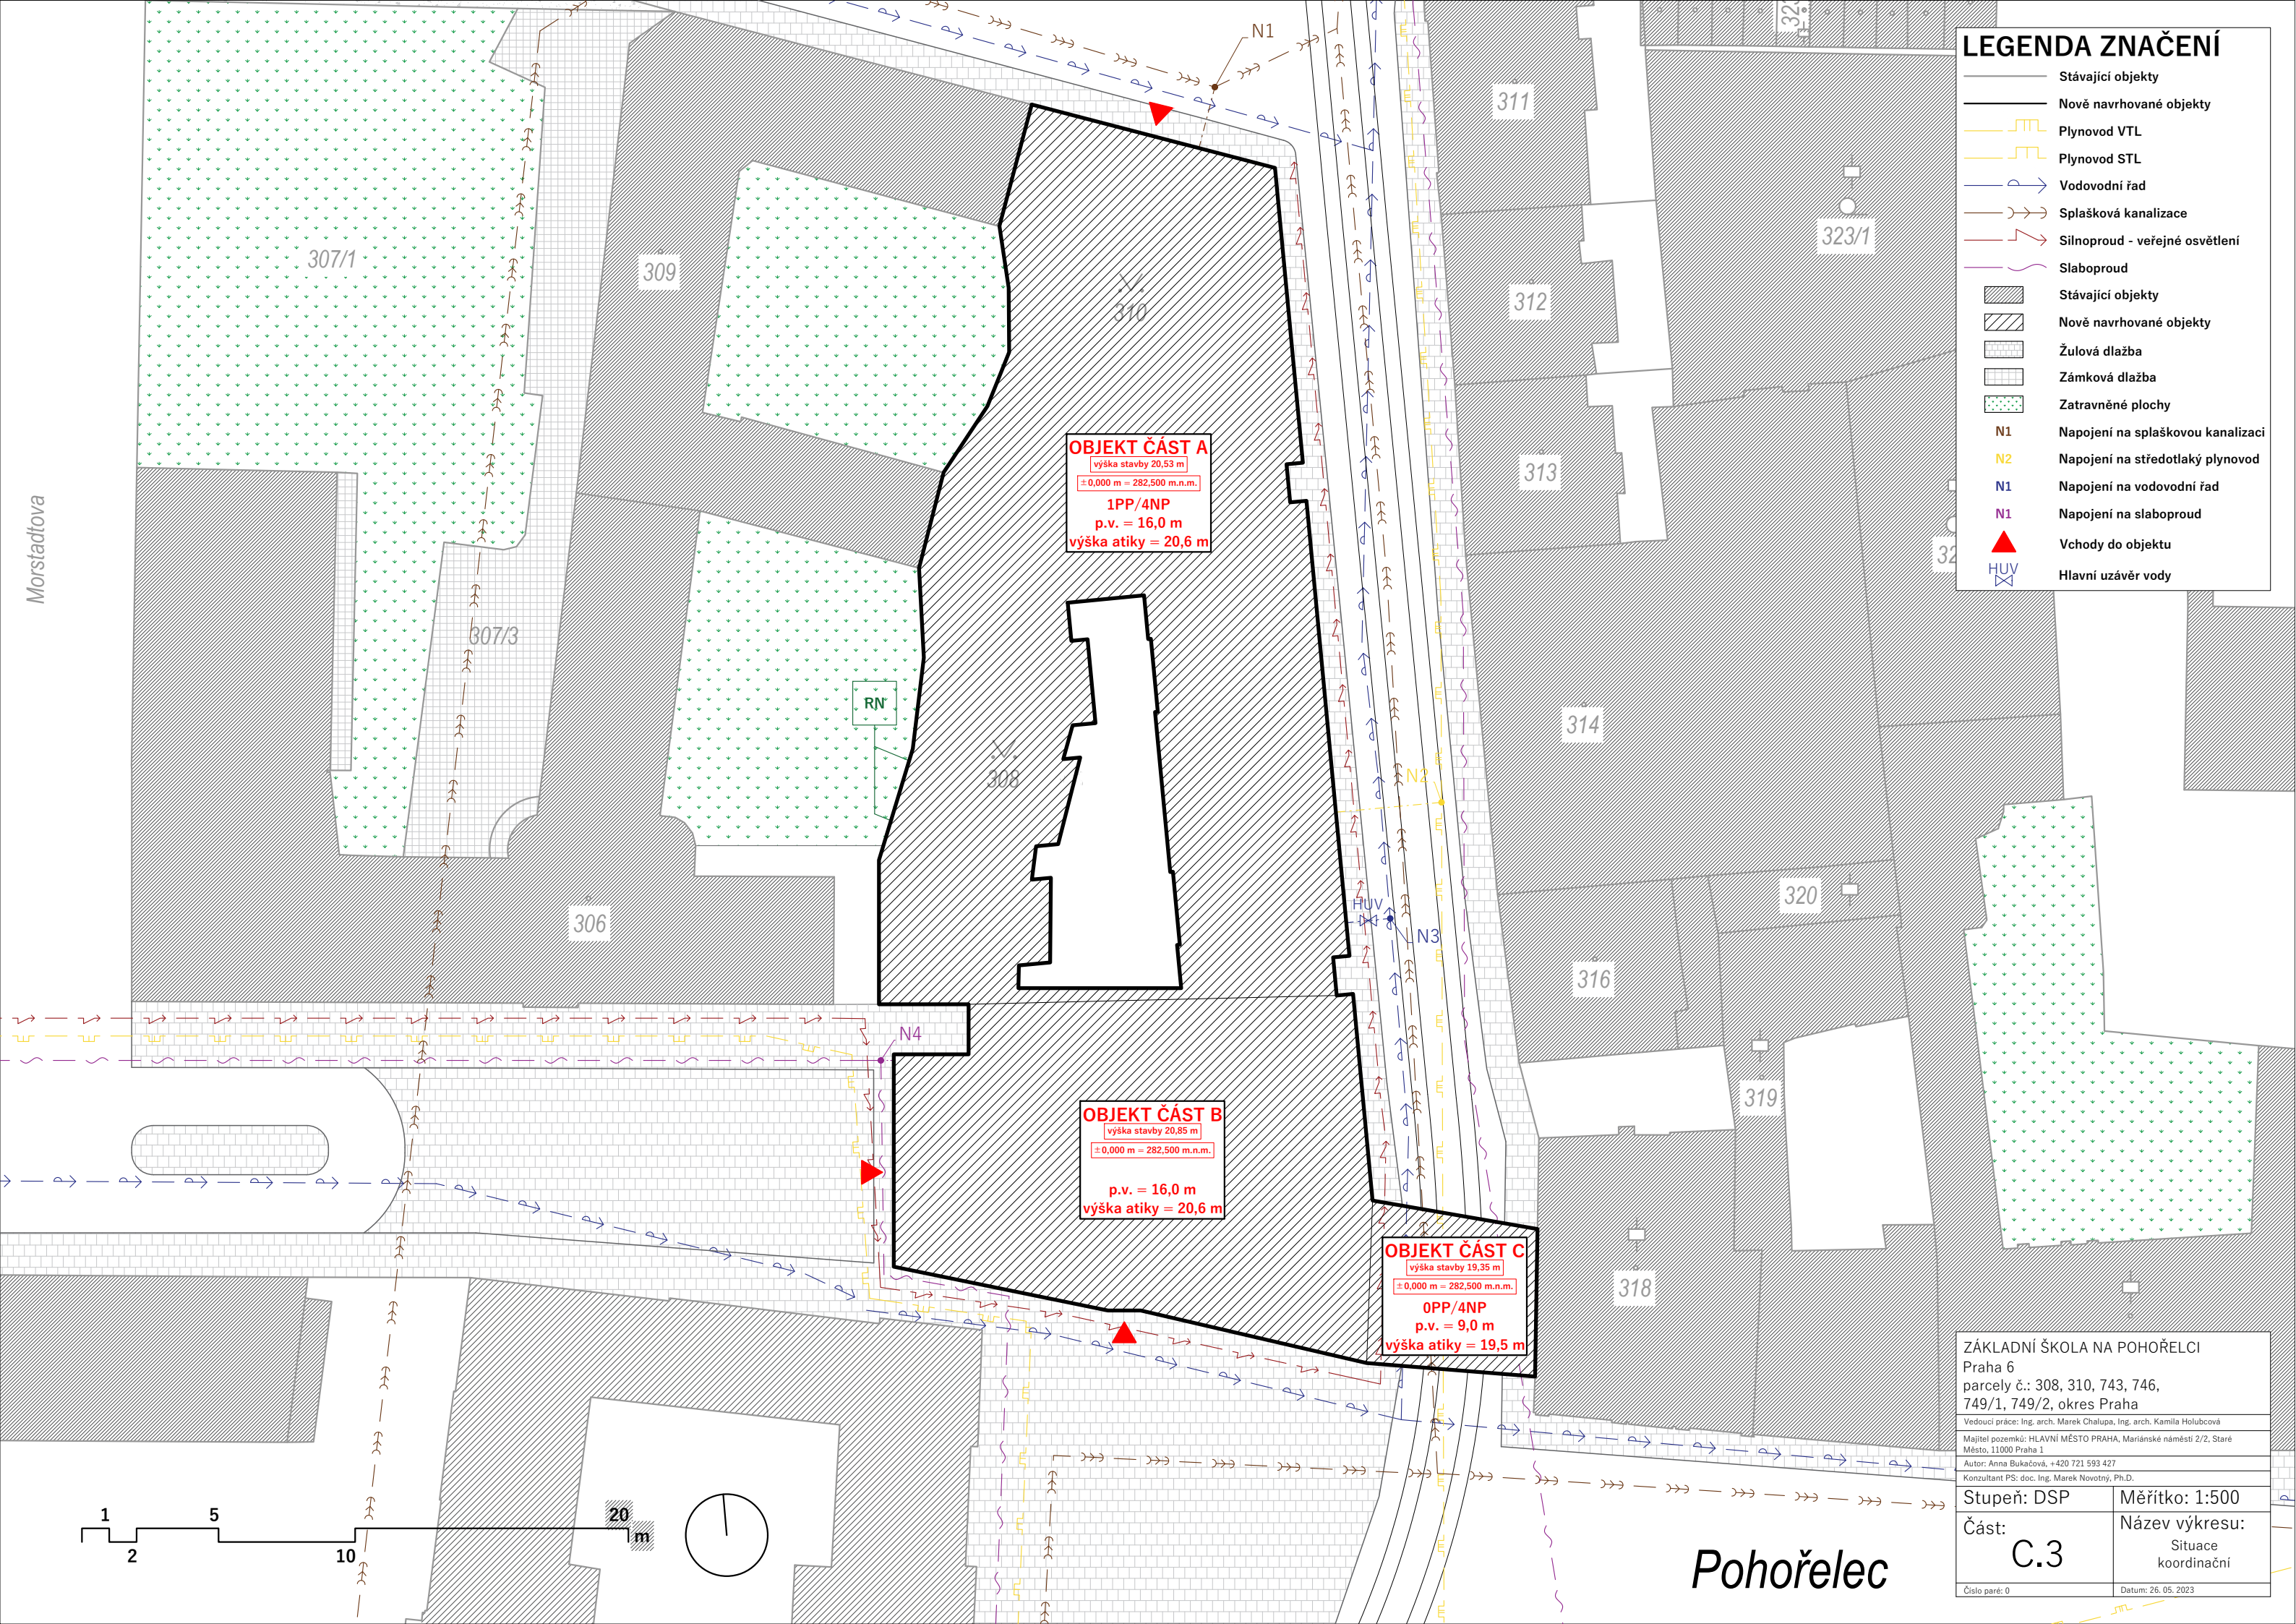 N1
311
LEGENDA ZNAČENÍ
Stávající objekty
Nově navrhované objekty
Plynovod VTL
Plynovod STL
Vodovodní řad
Splašková kanalizace
Silnoproud - veřejné osvětlení
Slaboproud
Stávající objekty
Nově navrhované objekty
Žulová dlažba
Zámková dlažba
Zatravněné plochy
N1 Napojení na splaškovou kanalizaci
N2 Napojení na středotlaký plynovod
N1 Napojení na vodovodní řad
N1 Napojení na slaboproud
Vchody do objektu
HUV Hlavní uzávěr vody
323/1
307/1
309
310
312
313
Morstadtova
307/3
OBJEKT ČÁST A
výška stavby 20,53 m
±0,000 m = 282,500 m.n.m.
1PP/4NP
p.v. = 16,0 m
výška atiky = 20,6 m
RN
308
314
N2
306
HUV
N3
320
316
N4
319
OBJEKT ČÁST B
výška stavby 20,85 m
±0,000 m = 282,500 m.n.m.
p.v. = 16,0 m
výška atiky = 20,6 m
OBJEKT ČÁST C
výška stavby 19,35 m
±0,000 m = 282,500 m.n.m.
0PP/4NP
p.v. = 9,0 m
výška atiky = 19,5 m
318
1 5 20
2 10 m
Pohořelec
ZÁKLADNÍ ŠKOLA NA POHOŘELCI
Praha 6
parcely č.: 308, 310, 743, 746,
749/1, 749/2, okres Praha
Vedoucí práce: Ing. arch. Marek Chalupa, Ing. arch. Kamila Holubcová
Majitel pozemků: HLAVNÍ MĚSTO PRAHA, Mariánské náměstí 2/2, Staré
Město, 11000 Praha 1
Autor: Anna Bukačová, +420 721 593 427
Konzultant PS: doc. Ing. Marek Novotný, Ph.D.
Stupeň: DSP
Měřítko: 1:500
Část:
C.3
Název výkresu:
Situace
koordinační
Číslo paré: 0
Datum: 26. 05. 2023